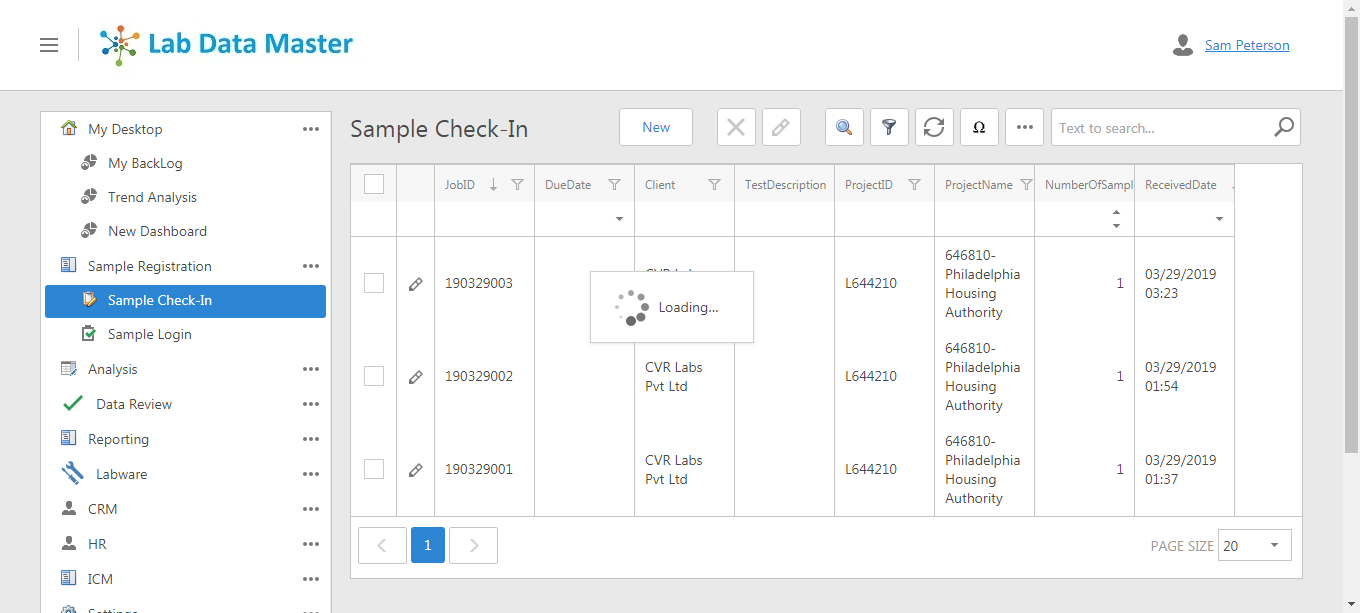 Lab Data Master
Sam Peterson
My Desktop
My BackLog
Trend Analysis
New Dashboard
Sample Registration
Sample Check-In
Sample Login
Analysis
Data Review
Reporting
Labware
CRM
HR
ICM
Settings
Sample Check-In
New
Ω
Text to search...
JobID DueDate Client TestDescription ProjectID ProjectName NumberOfSampl ReceivedDate
190329003
L644210
646810-
Philadelphia
Housing
Authority
1
03/29/2019
03:23
Loading...
190329002
CVR Labs
Pvt Ltd
L644210
646810-
Philadelphia
Housing
Authority
1
03/29/2019
01:54
190329001
CVR Labs
Pvt Ltd
L644210
646810-
Philadelphia
Housing
Authority
1
03/29/2019
01:37
1
PAGE SIZE 20